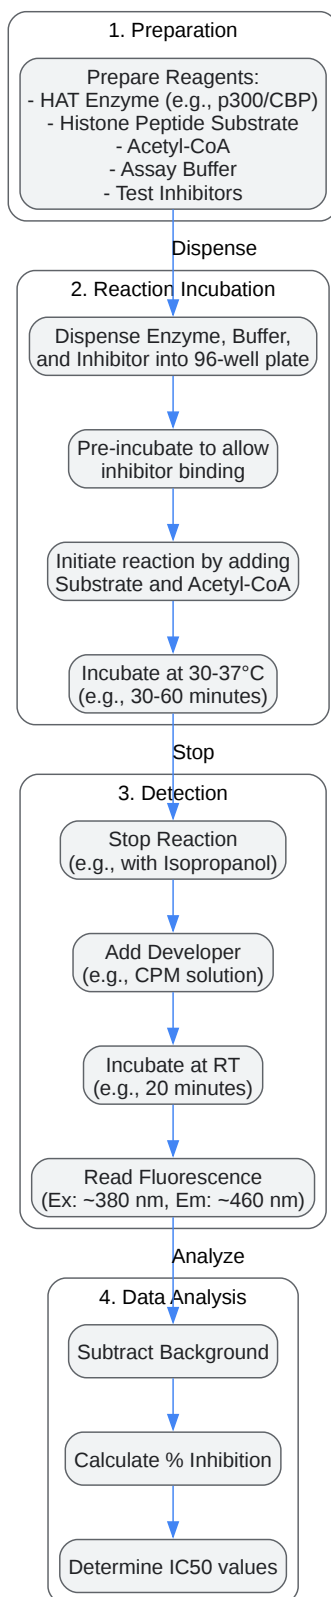 1. Preparation
Prepare Reagents:
- HAT Enzyme (e.g., p300/CBP)
- Histone Peptide Substrate
- Acetyl-CoA
- Assay Buffer
- Test Inhibitors
Dispense
2. Reaction Incubation
Dispense Enzyme, Buffer,
and Inhibitor into 96-well plate
Pre-incubate to allow
inhibitor binding
Initiate reaction by adding
Substrate and Acetyl-CoA
Incubate at 30-37°C
(e.g., 30-60 minutes)
Stop
3. Detection
Stop Reaction
(e.g., with Isopropanol)
Add Developer
(e.g., CPM solution)
Incubate at RT
(e.g., 20 minutes)
Read Fluorescence
(Ex: ~380 nm, Em: ~460 nm)
Analyze
4. Data Analysis
Subtract Background
Calculate % Inhibition
Determine IC50 values